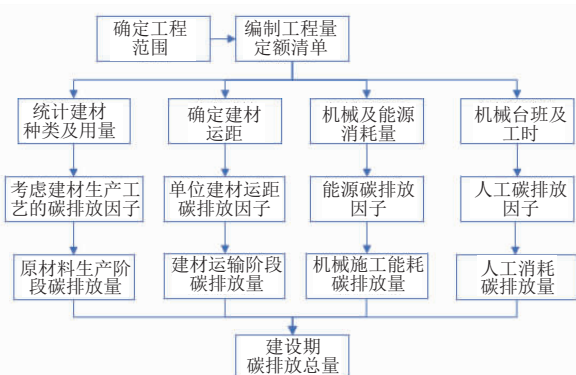 确定工程
范围
编制工程量
定额清单
统计建材
种类及用量
确定建材
运距
机械及能源
消耗量
机械台班及
工时
考虑建材生产工
艺的碳排放因子
单位建材运距
碳排放因子
能源碳排放
因子
人工碳排放
因子
原材料生产阶
段碳排放量
建材运输阶段
碳排放量
机械施工能耗
碳排放量
人工消耗
碳排放量
建设期
碳排放总量